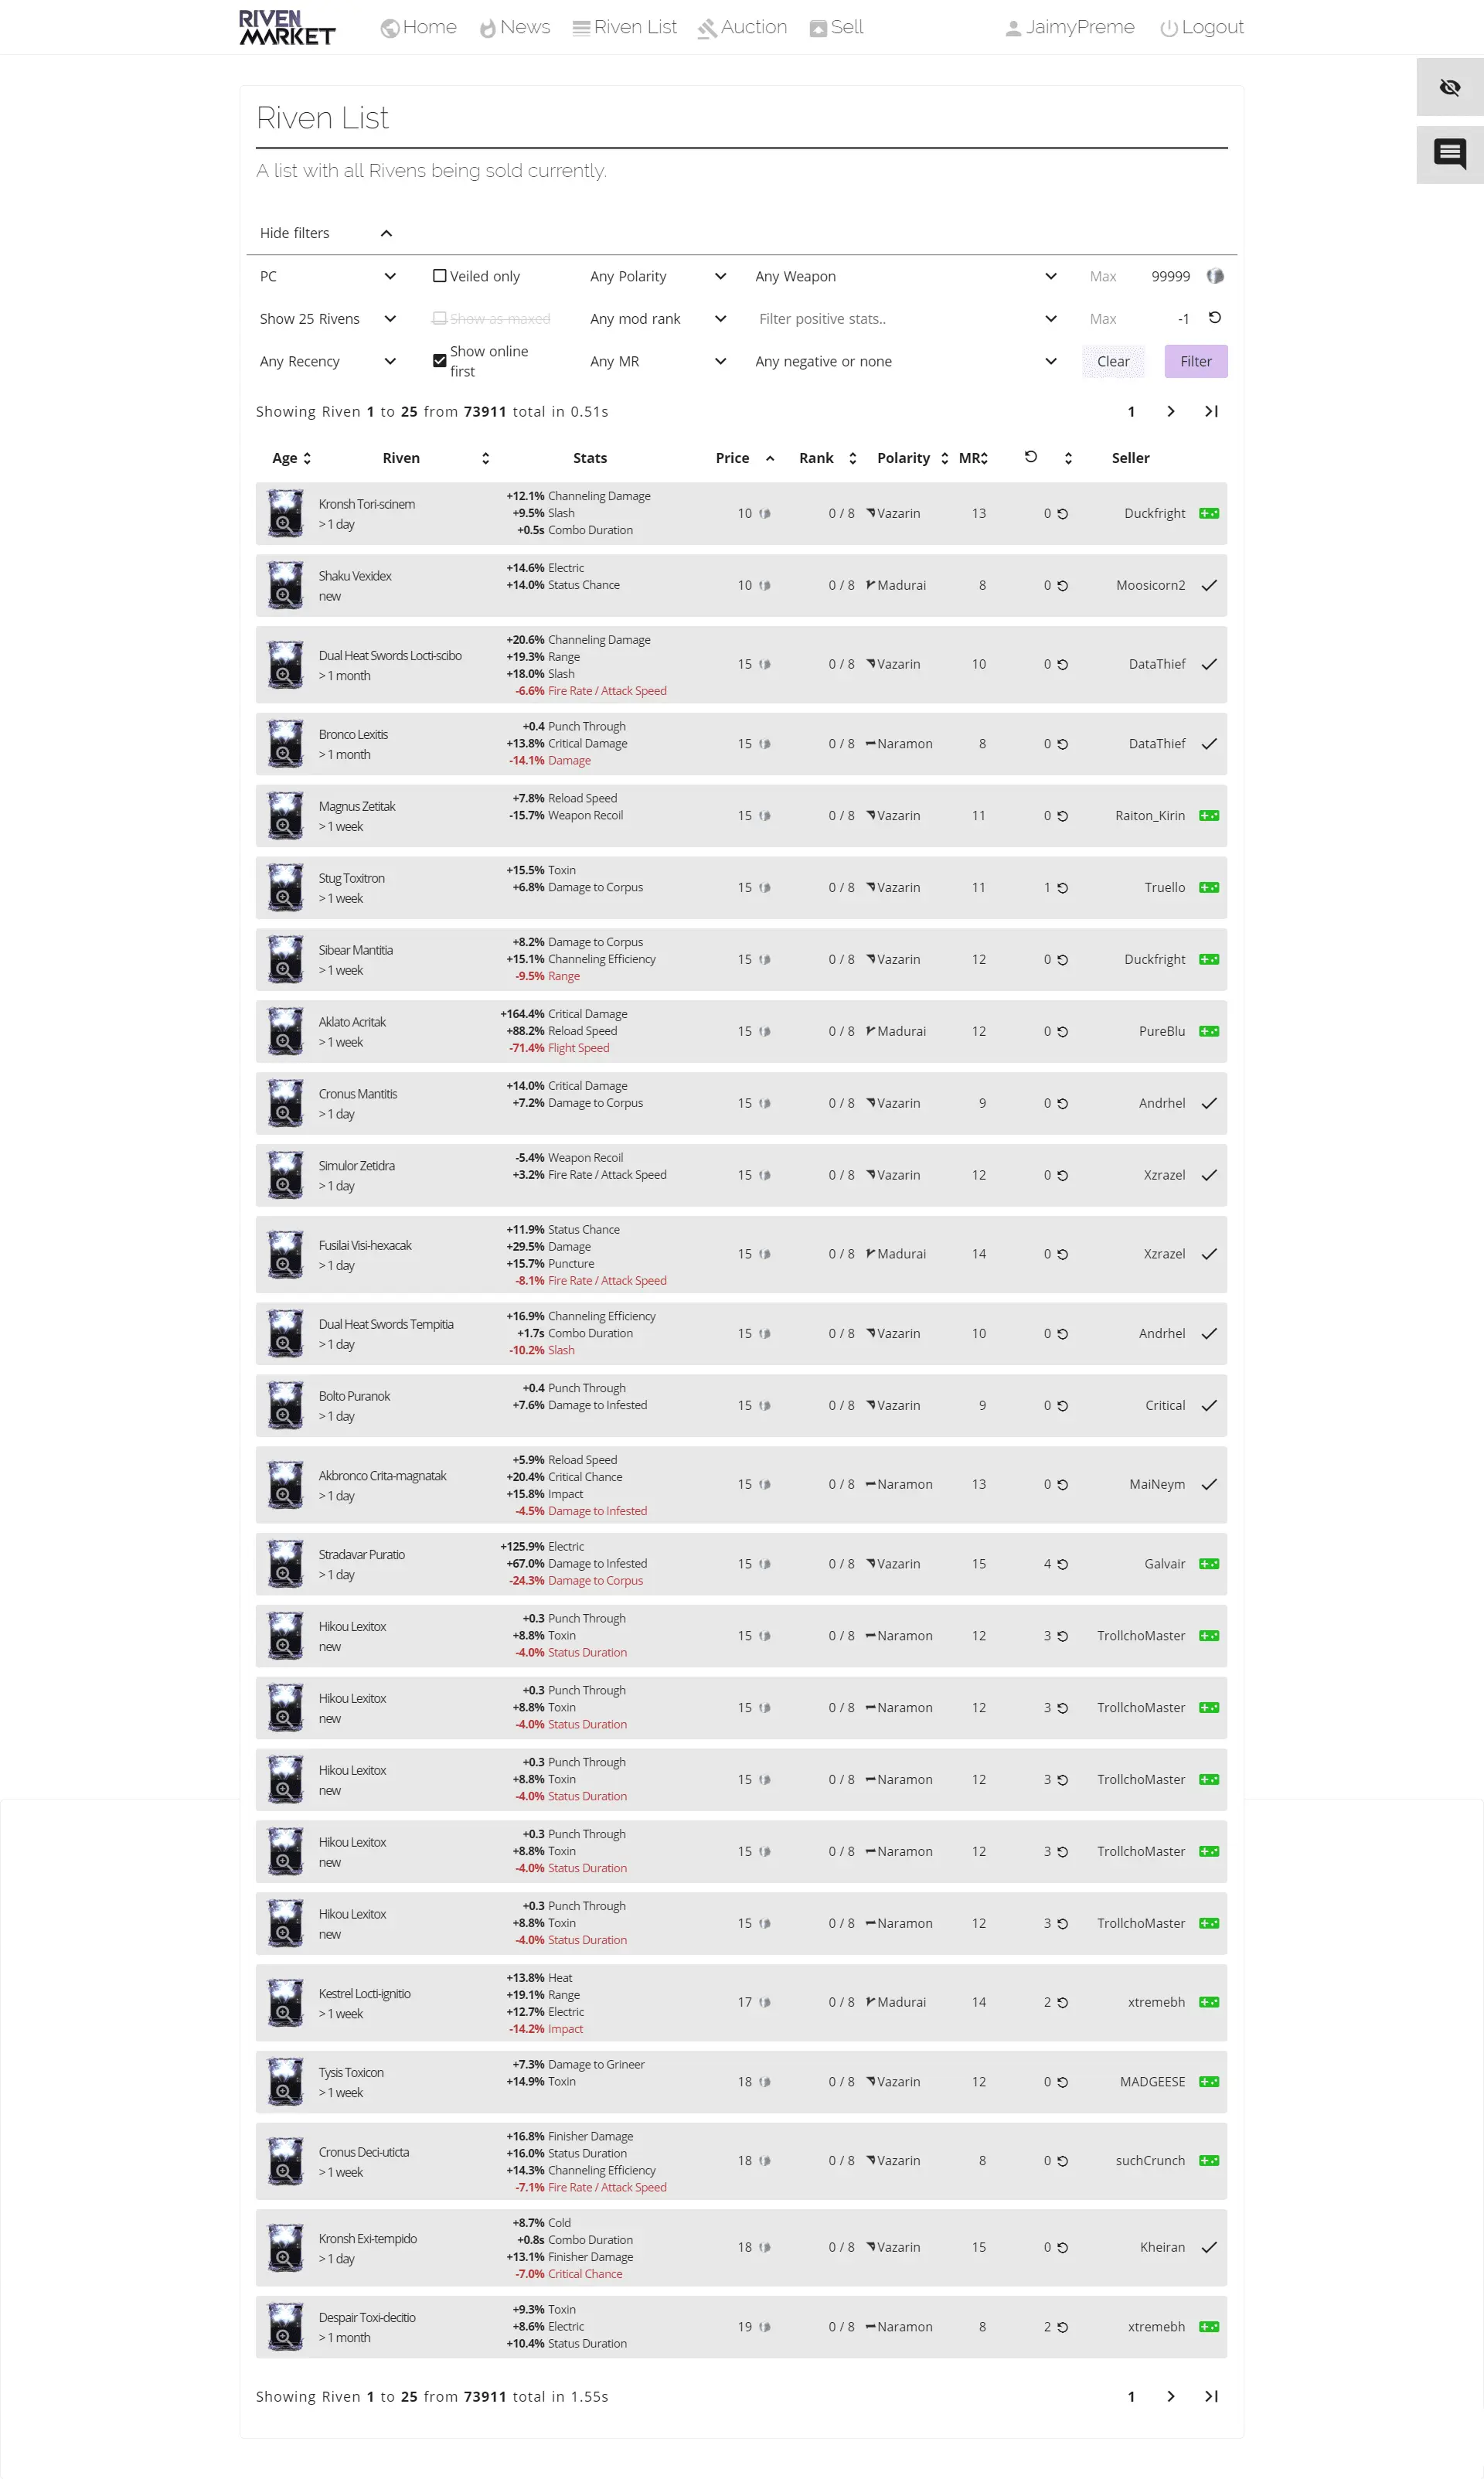 RIVEN MARKET Home News Riven List Auction Sell JaimyPreme Logout
Riven List
A list with all Rivens being sold currently.
Hide filters
PC Veiled only Any Polarity Any Weapon Max 99999
Show 25 Rivens Show as maxed Any mod rank Filter positive stats.. Max -1
Any Recency Show online first Any MR Any negative or none Clear Filter
Showing Riven 1 to 25 from 73911 total in 0.51s 1
Age Riven Stats Price Rank Polarity MR Seller
Kronsh Tori-scinem
> 1 day
+12.1% Channeling Damage
+9.5% Slash
+0.5s Combo Duration
10 0 / 8 Vazarin 13 0 Duckfright
Shaku Vexidex
new
+14.6% Electric
+14.0% Status Chance
10 0 / 8 Madurai 8 0 Moosicorn2
Dual Heat Swords Locti-scibo
> 1 month
+20.6% Channeling Damage
+19.3% Range
+18.0% Slash
-6.6% Fire Rate / Attack Speed
15 0 / 8 Vazarin 10 0 DataThief
Bronco Lexitis
> 1 month
+0.4 Punch Through
+13.8% Critical Damage
-14.1% Damage
15 0 / 8 Naramon 8 0 DataThief
Magnus Zetitak
> 1 week
+7.8% Reload Speed
-15.7% Weapon Recoil
15 0 / 8 Vazarin 11 0 Raiton_Kirin
Stug Toxitron
> 1 week
+15.5% Toxin
+6.8% Damage to Corpus
15 0 / 8 Vazarin 11 1 Truello
Sibear Mantitia
> 1 week
+8.2% Damage to Corpus
+15.1% Channeling Efficiency
-9.5% Range
15 0 / 8 Vazarin 12 0 Duckfright
Aklato Acritak
> 1 week
+164.4% Critical Damage
+88.2% Reload Speed
-71.4% Flight Speed
15 0 / 8 Madurai 12 0 PureBlu
Cronus Mantitis
> 1 day
+14.0% Critical Damage
+7.2% Damage to Corpus
15 0 / 8 Vazarin 9 0 Andrhel
Simulor Zetidra
> 1 day
-5.4% Weapon Recoil
+3.2% Fire Rate / Attack Speed
15 0 / 8 Vazarin 12 0 Xzrazel
Fusilai Visi-hexacak
> 1 day
+11.9% Status Chance
+29.5% Damage
+15.7% Puncture
-8.1% Fire Rate / Attack Speed
15 0 / 8 Madurai 14 0 Xzrazel
Dual Heat Swords Tempitia
> 1 day
+16.9% Channeling Efficiency
+1.7s Combo Duration
-10.2% Slash
15 0 / 8 Vazarin 10 0 Andrhel
Bolto Puranok
> 1 day
+0.4 Punch Through
+7.6% Damage to Infested
15 0 / 8 Vazarin 9 0 Critical
Akbronco Crita-magnatak
> 1 day
+5.9% Reload Speed
+20.4% Critical Chance
+15.8% Impact
-4.5% Damage to Infested
15 0 / 8 Naramon 13 0 MaiNeym
Stradavar Puratio
> 1 day
+125.9% Electric
+67.0% Damage to Infested
-24.3% Damage to Corpus
15 0 / 8 Vazarin 15 4 Galvair
Hikou Lexitox
new
+0.3 Punch Through
+8.8% Toxin
-4.0% Status Duration
15 0 / 8 Naramon 12 3 TrollchoMaster
Hikou Lexitox
new
+0.3 Punch Through
+8.8% Toxin
-4.0% Status Duration
15 0 / 8 Naramon 12 3 TrollchoMaster
Hikou Lexitox
new
+0.3 Punch Through
+8.8% Toxin
-4.0% Status Duration
15 0 / 8 Naramon 12 3 TrollchoMaster
Hikou Lexitox
new
+0.3 Punch Through
+8.8% Toxin
-4.0% Status Duration
15 0 / 8 Naramon 12 3 TrollchoMaster
Hikou Lexitox
new
+0.3 Punch Through
+8.8% Toxin
-4.0% Status Duration
15 0 / 8 Naramon 12 3 TrollchoMaster
Kestrel Locti-ignitio
> 1 week
+13.8% Heat
+19.1% Range
+12.7% Electric
-14.2% Impact
17 0 / 8 Madurai 14 2 xtremebh
Tysis Toxicon
> 1 week
+7.3% Damage to Grineer
+14.9% Toxin
18 0 / 8 Vazarin 12 0 MADGEESE
Cronus Deci-uticta
> 1 week
+16.8% Finisher Damage
+16.0% Status Duration
+14.3% Channeling Efficiency
-7.1% Fire Rate / Attack Speed
18 0 / 8 Vazarin 8 0 suchCrunch
Kronsh Exi-tempido
> 1 day
+8.7% Cold
+0.8s Combo Duration
+13.1% Finisher Damage
-7.0% Critical Chance
18 0 / 8 Vazarin 15 0 Kheiran
Despair Toxi-decitio
> 1 month
+9.3% Toxin
+8.6% Electric
+10.4% Status Duration
19 0 / 8 Naramon 8 2 xtremebh
Showing Riven 1 to 25 from 73911 total in 1.55s 1